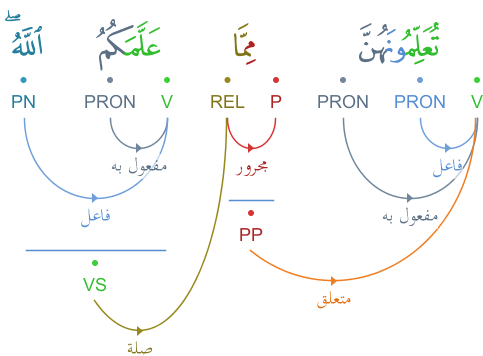 تُعَلِّمُونَهُنَّ مِمَّا عَلَّمَكُمُ ٱللَّهُ ۖ
V PRON PRON P REL V PRON PN
فاعل مجرور مفعول به
مفعول به فاعل
PP
VS
متعلق
صلة